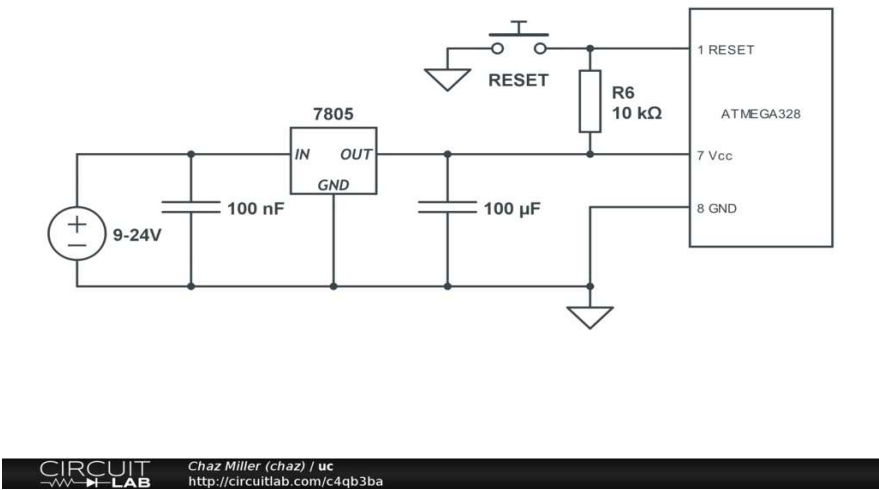 1 RESET
RESET
R6
10 kΩ
ATMEGA328
7805
IN OUT
GND
7 Vcc
100 nF
100 µF
8 GND
9-24V
CIRCUIT
LAB
Chaz Miller (chaz) / uc
http://circuitlab.com/c4qb3ba